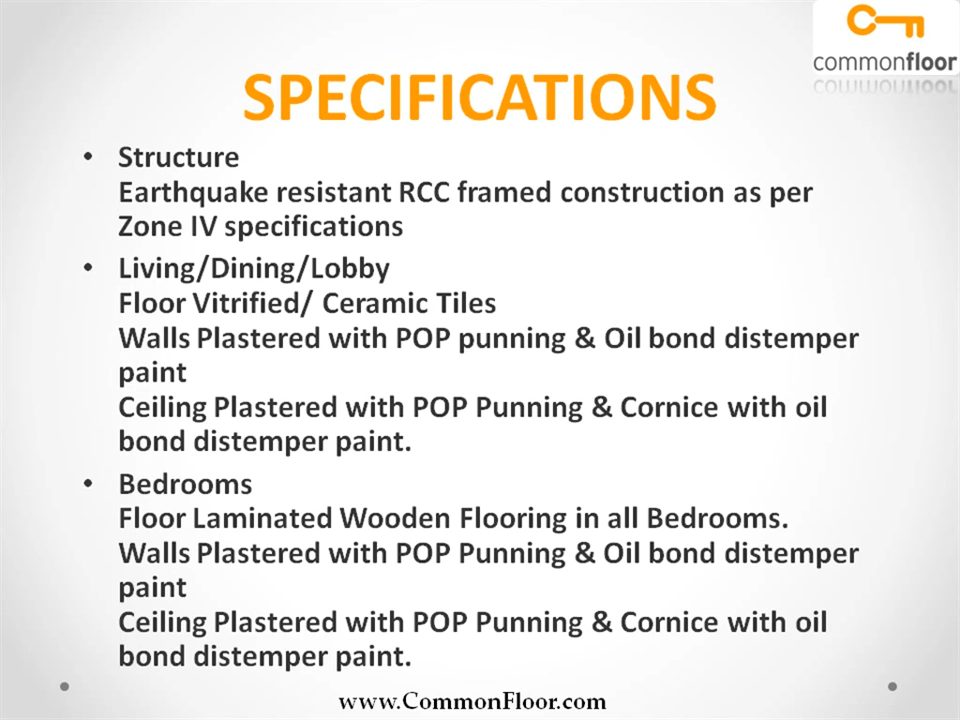 commonfloor
SPECIFICATIONS
• Structure
Earthquake resistant RCC framed construction as per
Zone IV specifications
• Living/Dining/Lobby
Floor Vitrified/ Ceramic Tiles
Walls Plastered with POP punning & Oil bond distemper
paint
Ceiling Plastered with POP Punning & Cornice with oil
bond distemper paint.
• Bedrooms
Floor Laminated Wooden Flooring in all Bedrooms.
Walls Plastered with POP Punning & Oil bond distemper
paint
Ceiling Plastered with POP Punning & Cornice with oil
bond distemper paint.
www.CommonFloor.com